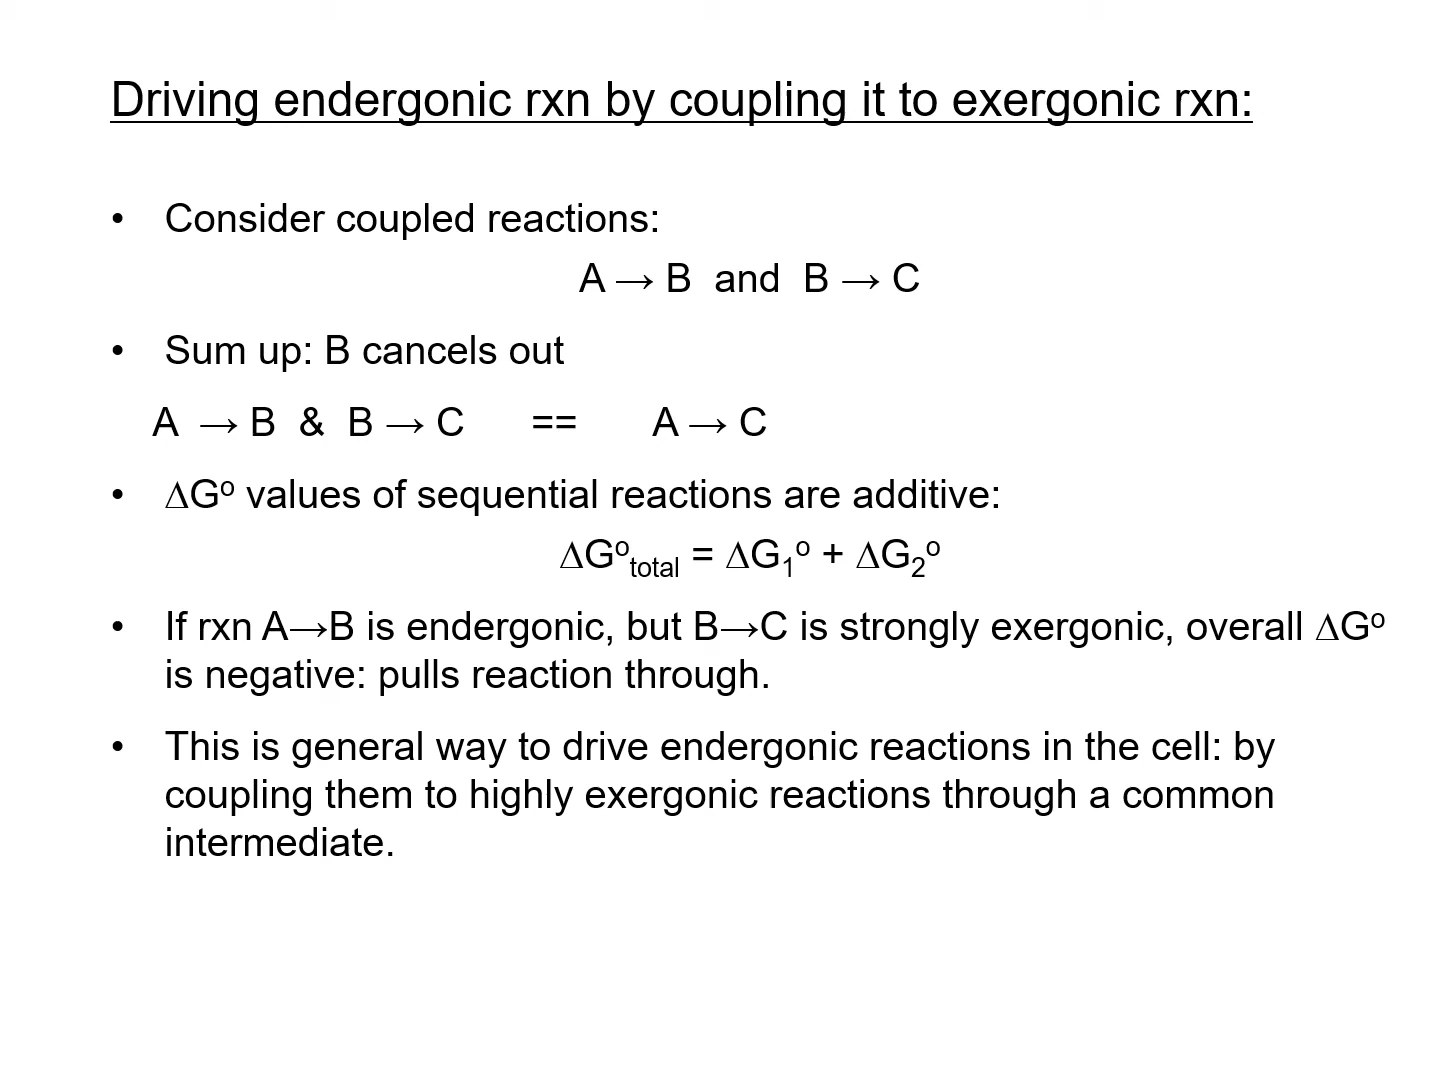 Driving endergonic rxn by coupling it to exergonic rxn:
• Consider coupled reactions:
A → B and B → C
• Sum up: B cancels out
A → B & B → C == A → C
• ∆Gº values of sequential reactions are additive:
∆Gºtotal = ∆G1º + ∆G2º
• If rxn A→B is endergonic, but B→C is strongly exergonic, overall ∆Gº
is negative: pulls reaction through.
• This is general way to drive endergonic reactions in the cell: by
coupling them to highly exergonic reactions through a common
intermediate.